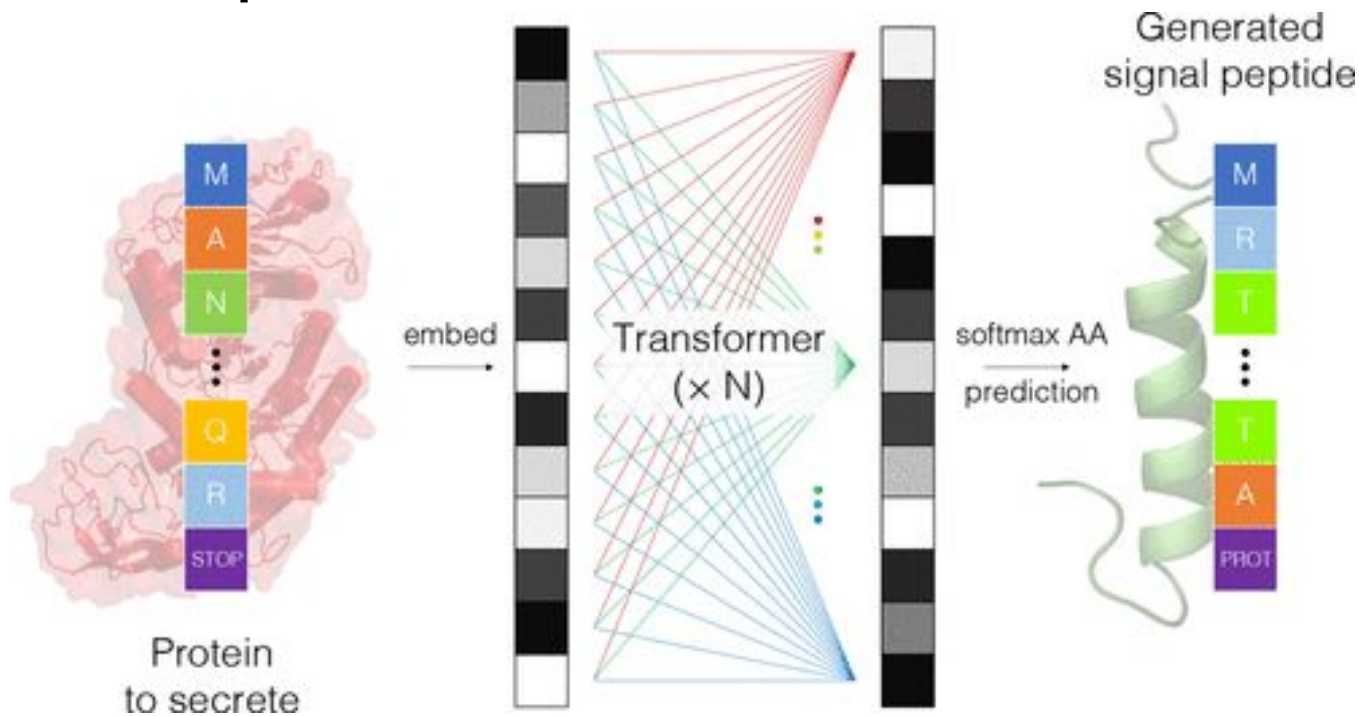 Generated
signal peptide
M
A
N
Q
R
STOP
Protein
to secrete
embed
Transformer
(× N)
softmax AA
prediction
M
R
T
T
A
PROT